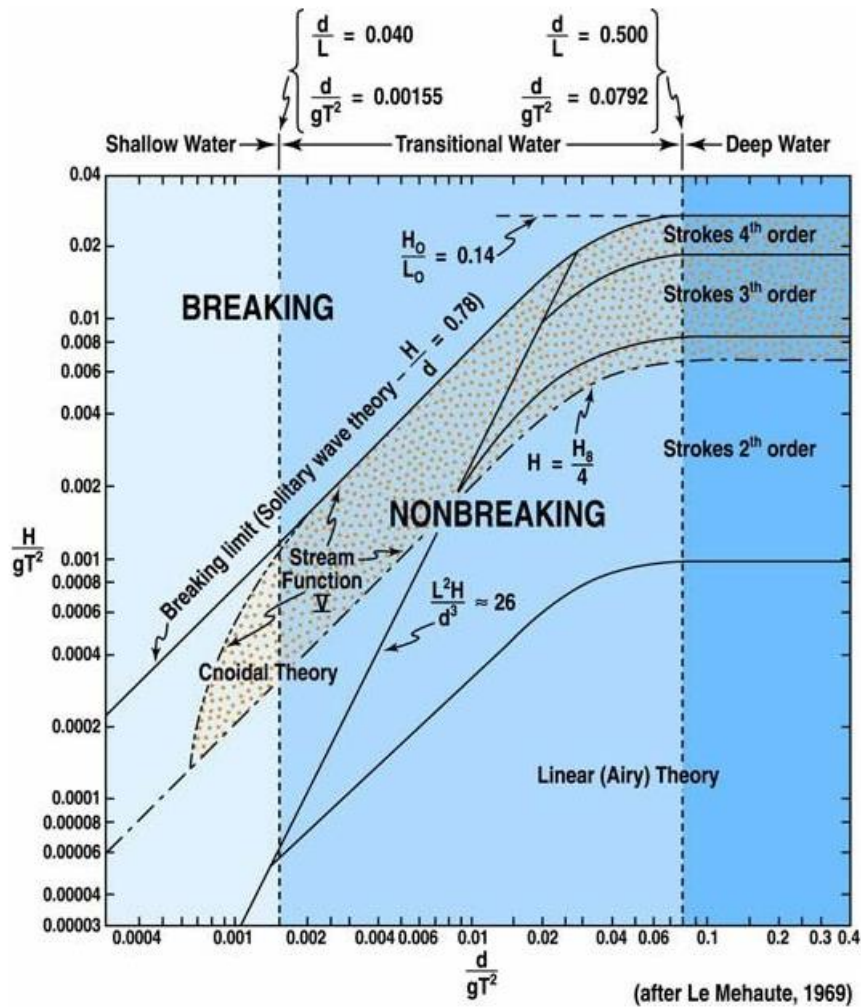 d/L = 0.040
d/L = 0.500
d/gT² = 0.00155
d/gT² = 0.0792
Shallow Water
Transitional Water
Deep Water
0.04
0.02
0.01
0.008
0.006
0.004
0.002
0.001
0.0008
0.0006
0.0004
0.0002
0.0001
0.00008
0.00006
0.00004
0.00003
H/gT²
H₀/L₀ = 0.14
Strokes 4th order
Strokes 3th order
BREAKING
Breaking limit (Solitary wave theory – H/d = 0.78)
H = H₈/4
Strokes 2th order
NONBREAKING
Stream
Function
V
L²H/d³ ≈ 26
Cnoidal Theory
Linear (Airy) Theory
0.0004
0.001
0.002
0.004
0.006
0.01
0.02
0.04
0.06
0.1
0.2
0.3
0.4
d/gT²
(after Le Mehaute, 1969)